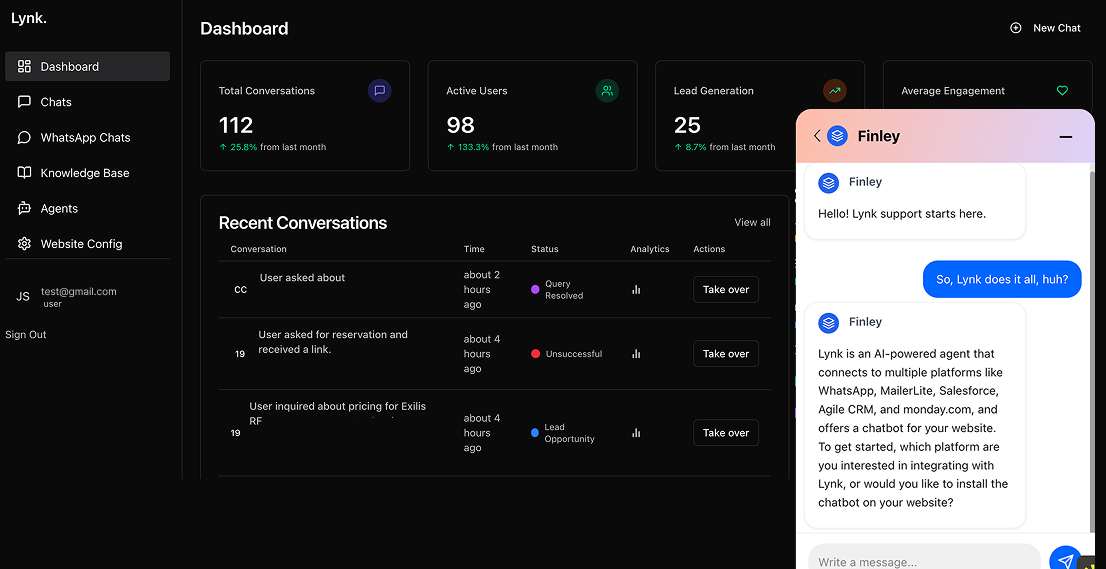 Lynk.
Dashboard
Chats
WhatsApp Chats
Knowledge Base
Agents
Website Config
JS
test@gmail.com
user
Sign Out
Dashboard
New Chat
Total Conversations
112
↑ 25.8% from last month
Active Users
98
↑ 133.3% from last month
Lead Generation
25
↑ 8.7% from last month
Average Engagement
Recent Conversations
View all
Conversation Time Status Analytics Actions
CC
User asked about
about 2
hours
ago
Query
Resolved
Take over
19
User asked for reservation and
received a link.
about 4
hours
ago
Unsuccessful
Take over
19
User inquired about pricing for Exilis
RF
about 4
hours
ago
Lead
Opportunity
Take over
Finley
Finley
Hello! Lynk support starts here.
So, Lynk does it all, huh?
Finley
Lynk is an AI-powered agent that
connects to multiple platforms like
WhatsApp, MailerLite, Salesforce,
Agile CRM, and monday.com, and
offers a chatbot for your website.
To get started, which platform are
you interested in integrating with
Lynk, or would you like to install the
chatbot on your website?
Write a message...